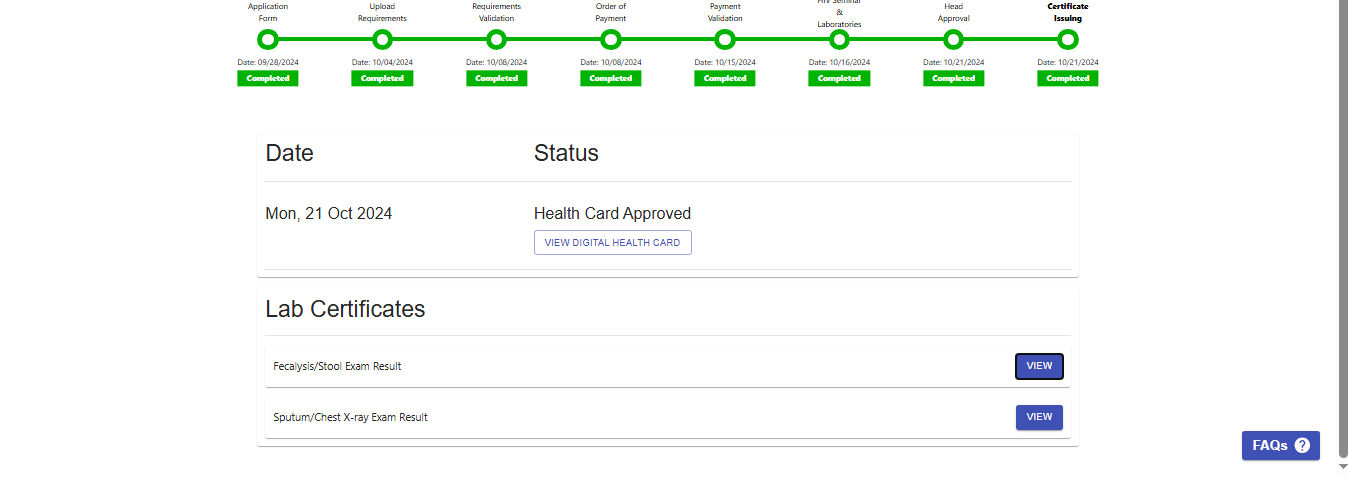 Application
Form
Upload
Requirements
Requirements
Validation
Order of
Payment
Payment
Validation
HIV Seminar
&
Laboratories
Head
Approval
Certificate
Issuing
Date: 09/28/2024
Date: 10/04/2024
Date: 10/08/2024
Date: 10/08/2024
Date: 10/15/2024
Date: 10/16/2024
Date: 10/21/2024
Date: 10/21/2024
Completed
Completed
Completed
Completed
Completed
Completed
Completed
Completed
Date
Status
Mon, 21 Oct 2024
Health Card Approved
VIEW DIGITAL HEALTH CARD
Lab Certificates
Fecalysis/Stool Exam Result
VIEW
Sputum/Chest X-ray Exam Result
VIEW
FAQs ?